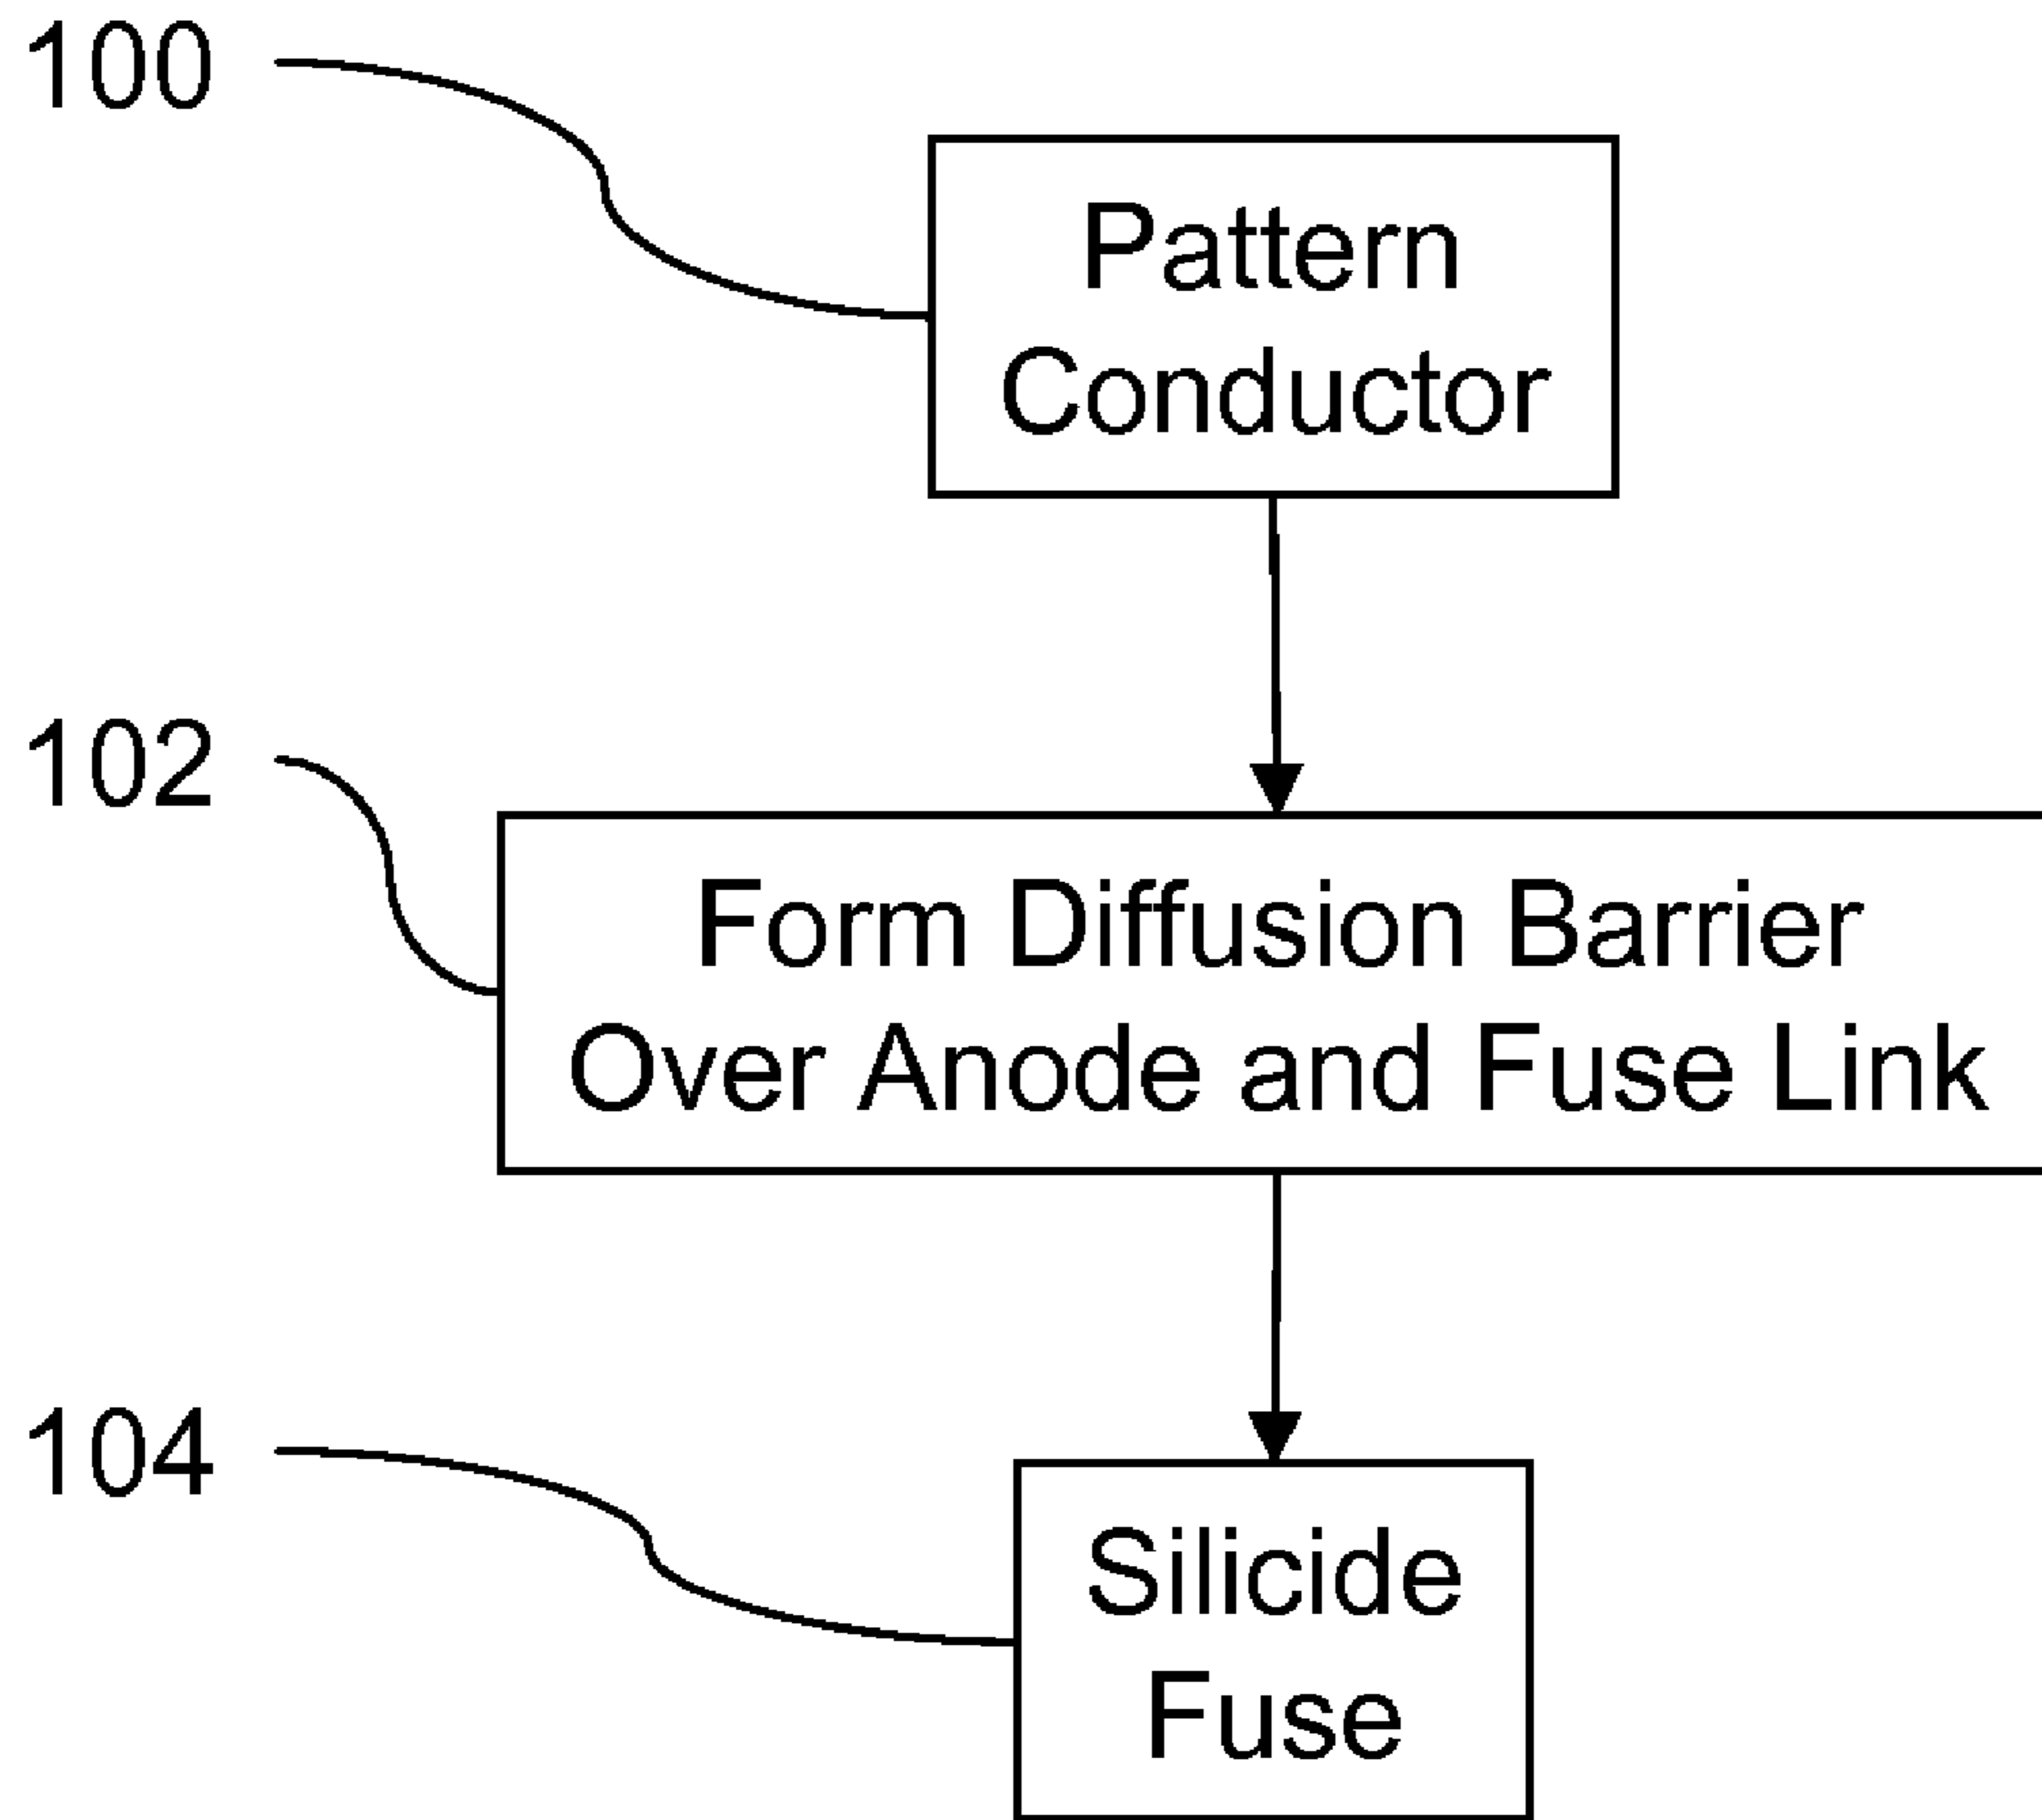 100
Pattern
Conductor
102
Form Diffusion Barrier
Over Anode and Fuse Link
104
Silicide
Fuse